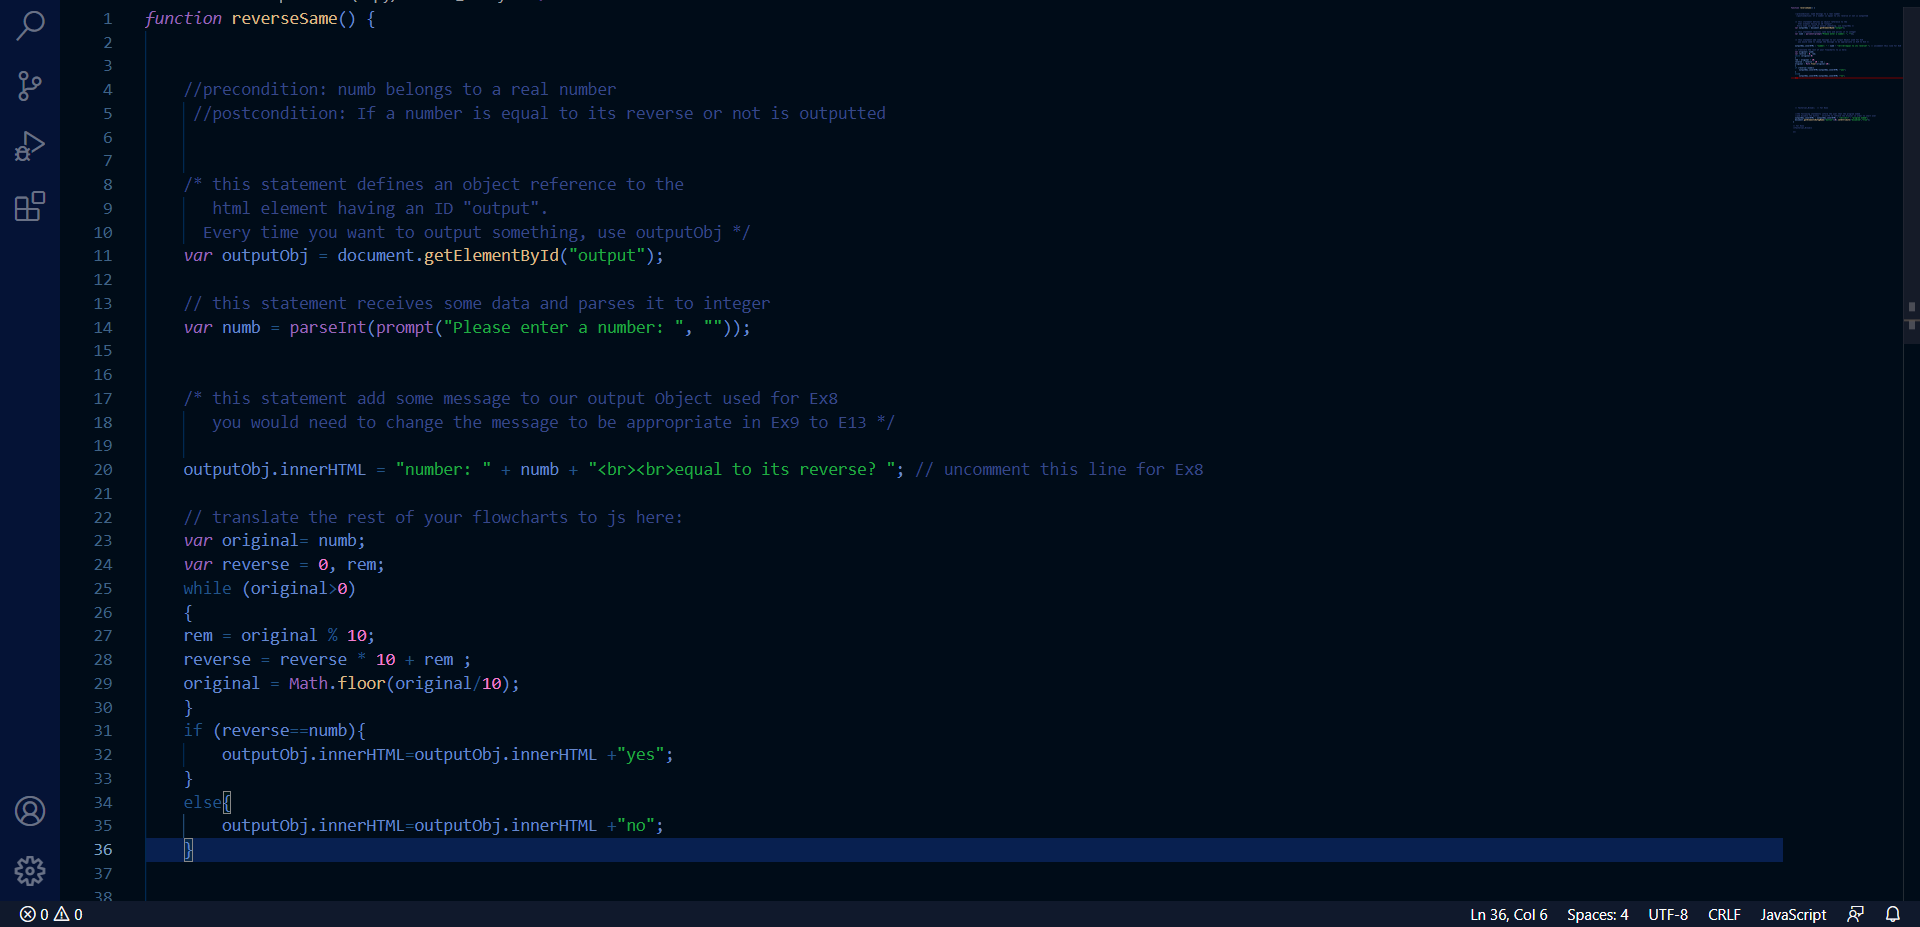 1 function reverseSame() {
2
3
4 //precondition: numb belongs to a real number
5 //postcondition: If a number is equal to its reverse or not is outputted
6
7
8 /* this statement defines an object reference to the
9 html element having an ID "output".
10 Every time you want to output something, use outputObj */
11 var outputObj = document.getElementById("output");
12
13 // this statement receives some data and parses it to integer
14 var numb = parseInt(prompt("Please enter a number: ", ""));
15
16
17 /* this statement add some message to our output Object used for Ex8
18 you would need to change the message to be appropriate in Ex9 to E13 */
19
20 outputObj.innerHTML = "number: " + numb + "<br><br>equal to its reverse? "; // uncomment this line for Ex8
21
22 // translate the rest of your flowcharts to js here:
23 var original= numb;
24 var reverse = 0, rem;
25 while (original>0)
26 {
27 rem = original % 10;
28 reverse = reverse * 10 + rem ;
29 original = Math.floor(original/10);
30 }
31 if (reverse==numb){
32 outputObj.innerHTML=outputObj.innerHTML +"yes";
33 }
34 else{
35 outputObj.innerHTML=outputObj.innerHTML +"no";
36 }
37
38
0 0 Ln 36, Col 6 Spaces: 4 UTF-8 CRLF JavaScript